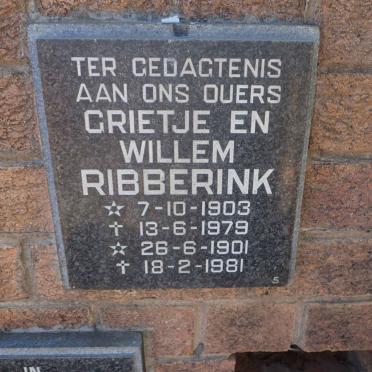 TER GEDAGTENIS
AAN ONS OUERS
GRIETJE EN
WILLEM
RIBBERINK
☆ 7-10-1903
† 13-6-1979
☆ 26-6-1901
† 18-2-1981
S
IN